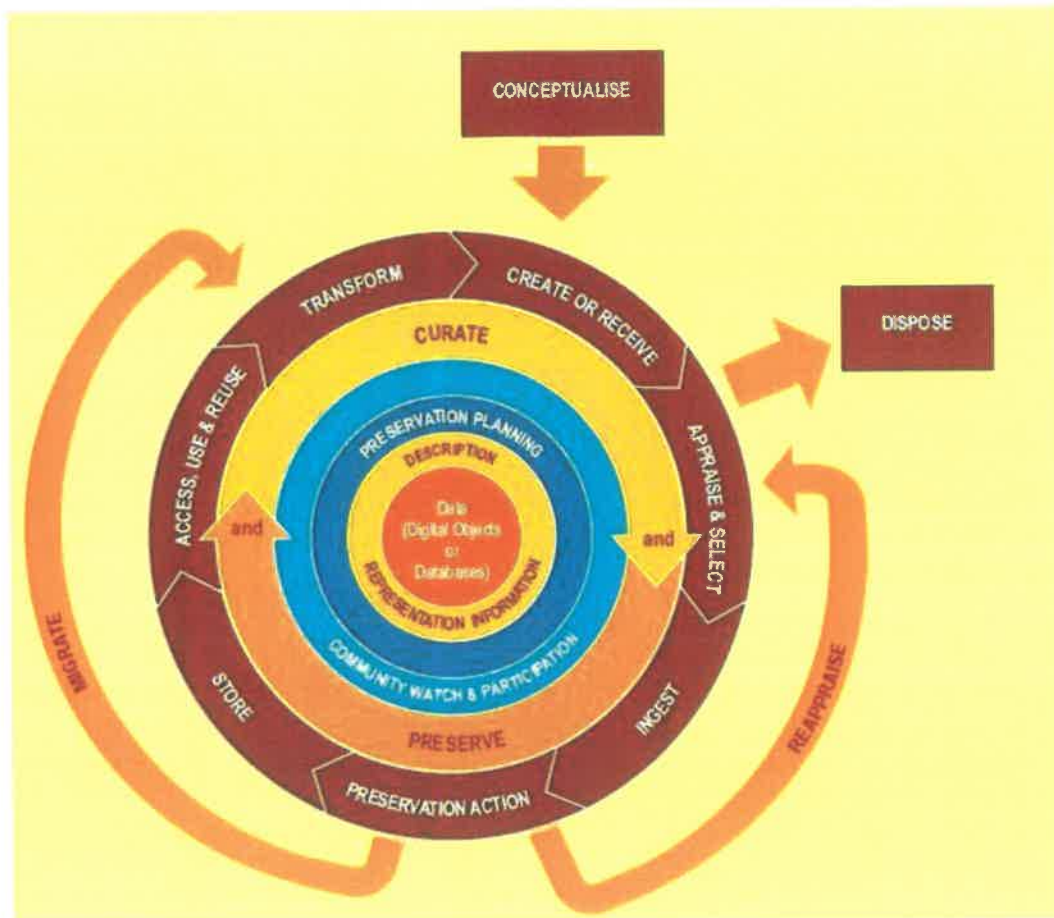 CONCEPTUALISE
DISPOSE
TRANSFORM
CREATE OR RECEIVE
APPRAISE & SELECT
INGEST
PRESERVATION ACTION
STORE
ACCESS, USE & REUSE
CURATE
and
PRESERVE
and
PRESERVATION PLANNING
COMMUNITY WATCH & PARTICIPATION
DESCRIPTION
REPRESENTATION INFORMATION
Data
(Digital Objects
or
Databases)
MIGRATE
REAPPRAISE